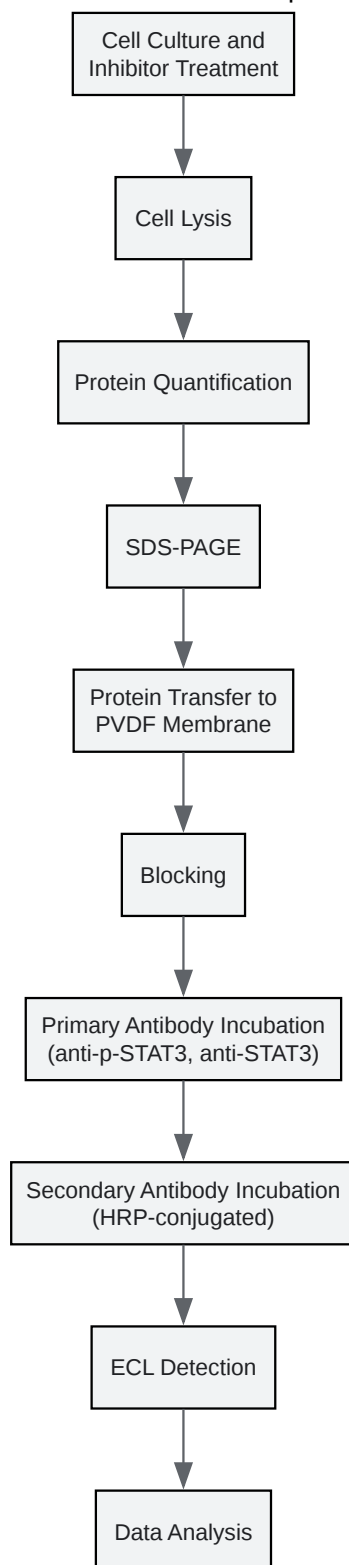 Cell Culture and
Inhibitor Treatment
Cell Lysis
Protein Quantification
SDS-PAGE
Protein Transfer to
PVDF Membrane
Blocking
Primary Antibody Incubation
(anti-p-STAT3, anti-STAT3)
Secondary Antibody Incubation
(HRP-conjugated)
ECL Detection
Data Analysis